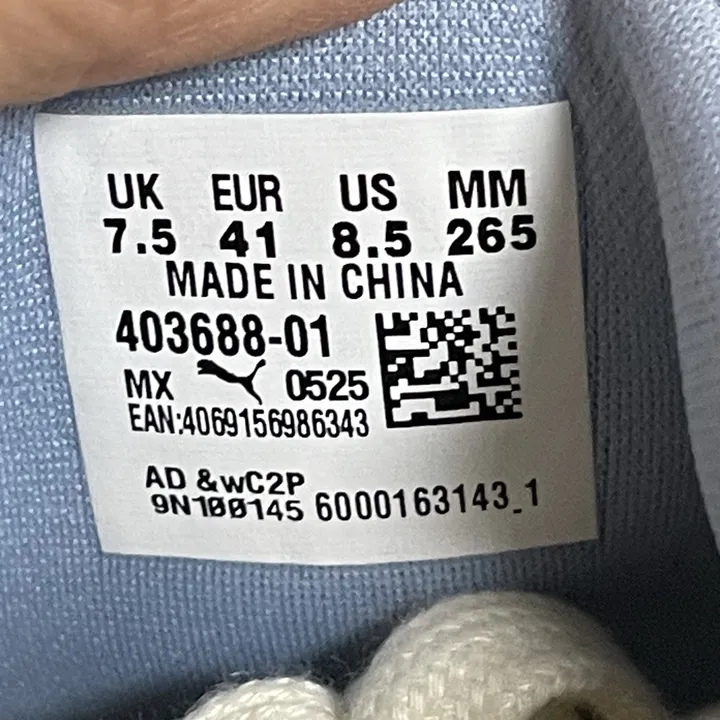 UK EUR US MM
7.5 41 8.5 265
MADE IN CHINA
403688-01
MX 0525
EAN:4069156986343
AD &wC2P
9N100145 6000163143_1